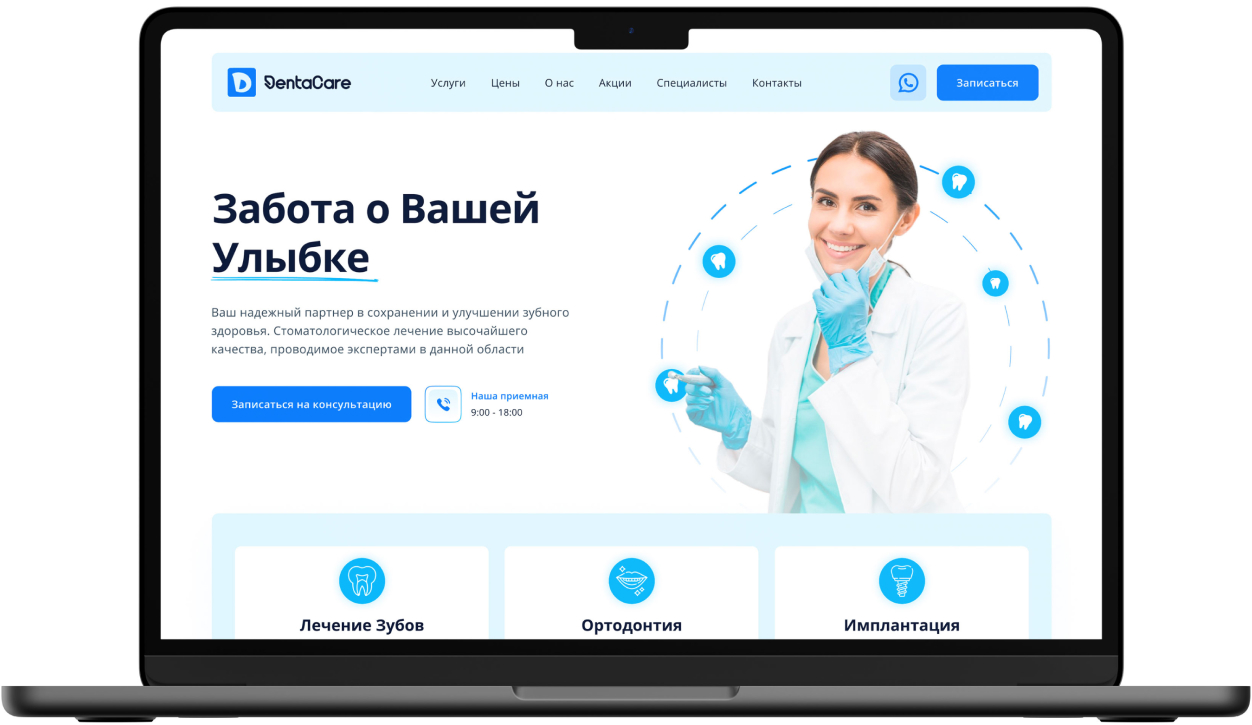 DentaCare
Услуги
Цены
О нас
Акции
Специалисты
Контакты
Записаться
Забота о Вашей
Улыбке
Ваш надежный партнер в сохранении и улучшении зубного
здоровья. Стоматологическое лечение высочайшего
качества, проводимое экспертами в данной области
Записаться на консультацию
Наша приемная
9:00 - 18:00
Лечение Зубов
Ортодонтия
Имплантация